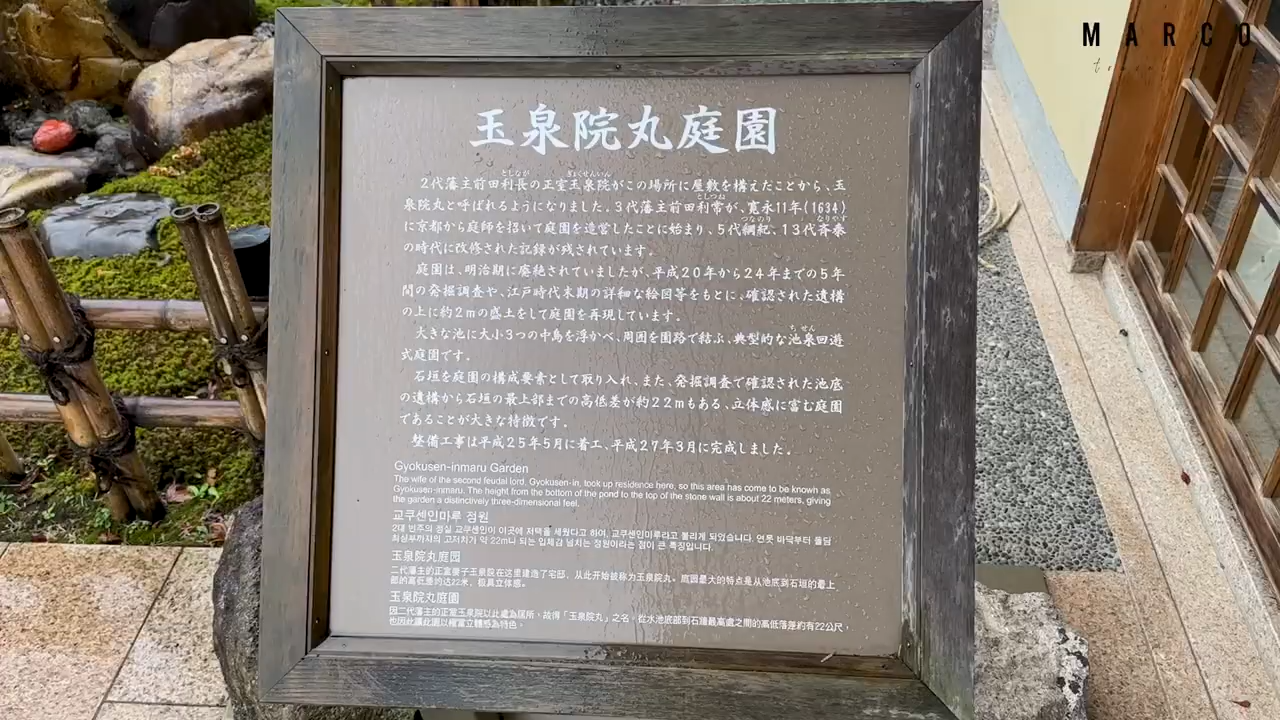 MARCO
玉泉院丸庭園
2代藩主前田利長の正室玉泉院がこの場所に屋敷を構えたことから、玉
泉院丸と呼ばれるようになりました。3代藩主前田利常が、寛永11年(1634)
に京都から庭師を招いて庭園を造営したことに始まり、5代綱紀、13代斉泰
の時代に改修された記録が残されています。
庭園は、明治期に廃絶されていましたが、平成20年から24年までの5年
間の発掘調査や、江戸時代末期の詳細な絵図等をもとに、確認された遺構
の上に約2mの盛土をして庭園を再現しています。
大きな池に大小3つの中島を浮かべ、周囲を園路で結ぶ、典型的な池泉回遊
式庭園です。
石垣を庭園の構成要素として取り入れ、また、発掘調査で確認された池底
の遺構から石垣の最上部までの高低差が約22mもある、立体感に富む庭園
であることが大きな特徴です。
整備工事は平成25年5月に着工、平成27年3月に完成しました。
Gyokusen-inmaru Garden
The wife of the second feudal lord, Gyokusen-in, took up residence here, so this area has come to be known as
Gyokusen-inmaru. The height from the bottom of the pond to the top of the stone wall is about 22 meters, giving
the garden a distinctively three-dimensional feel.
교쿠센인마루 정원
2대 번주의 정실 교쿠센인이 이곳에 저택을 세웠다고 하여, 교쿠센인마루라고 불리게 되었습니다. 연못 바닥부터 돌담
최상부까지의 고저차가 약 22m나 되는 입체감 넘치는 정원이라는 점이 큰 특징입니다.
玉泉院丸庭园
二代藩主的正室妻子玉泉院在这里建造了宅邸，从此开始被称为玉泉院丸。庭园最大的特点是从池底到石垣的最上
部的高低差约达22米，极具立体感。
玉泉院丸庭園
因二代藩主的正室玉泉院以此處為居所，故得「玉泉院丸」之名。從水池底部到石牆最高處之間的高低落差約有22公尺，
也因此讓此園以極富立體感為特色。